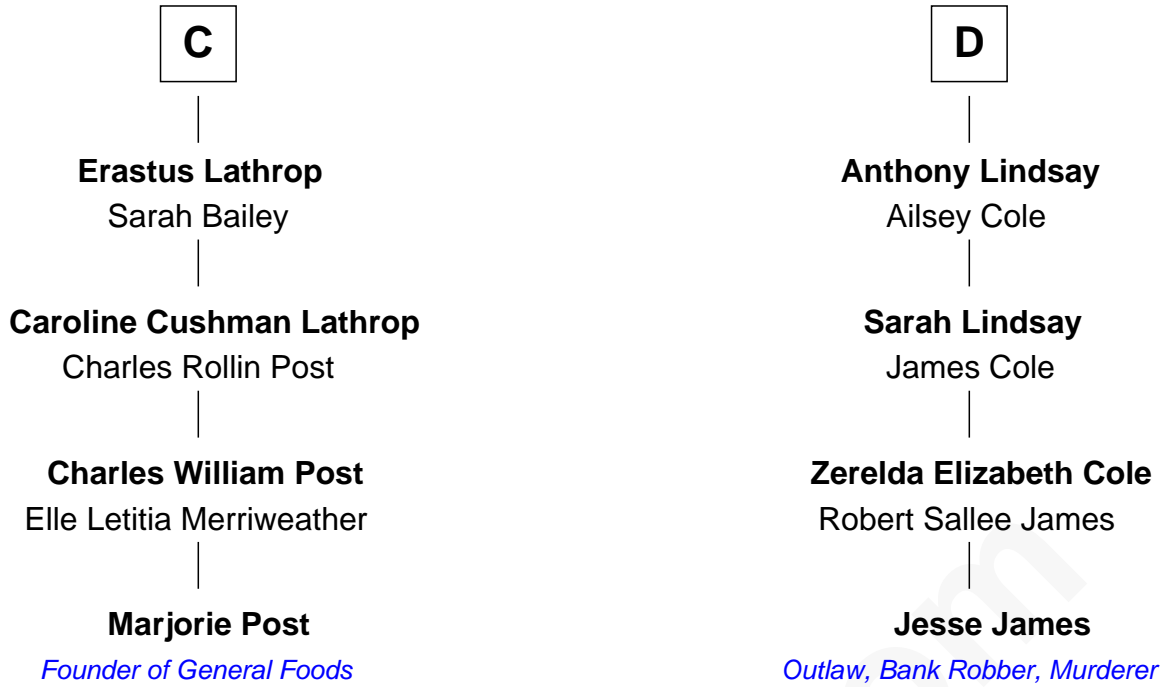 C
Erastus Lathrop
Sarah Bailey
Caroline Cushman Lathrop
Charles Rollin Post
Charles William Post
Elle Letitia Merriweather
Marjorie Post
Founder of General Foods
D
Anthony Lindsay
Ailsey Cole
Sarah Lindsay
James Cole
Zerelda Elizabeth Cole
Robert Sallee James
Jesse James
Outlaw, Bank Robber, Murderer